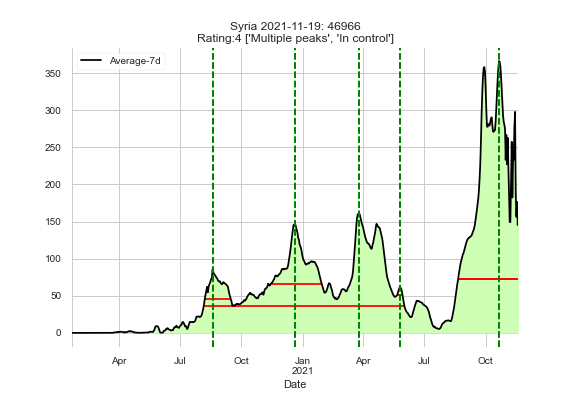 Syria 2021-11-19: 46966
Rating:4 ['Multiple peaks', 'In control']
Average-7d
350
300
250
200
150
100
50
0
Apr
Jul
Oct
Jan
2021
Apr
Jul
Oct
Date